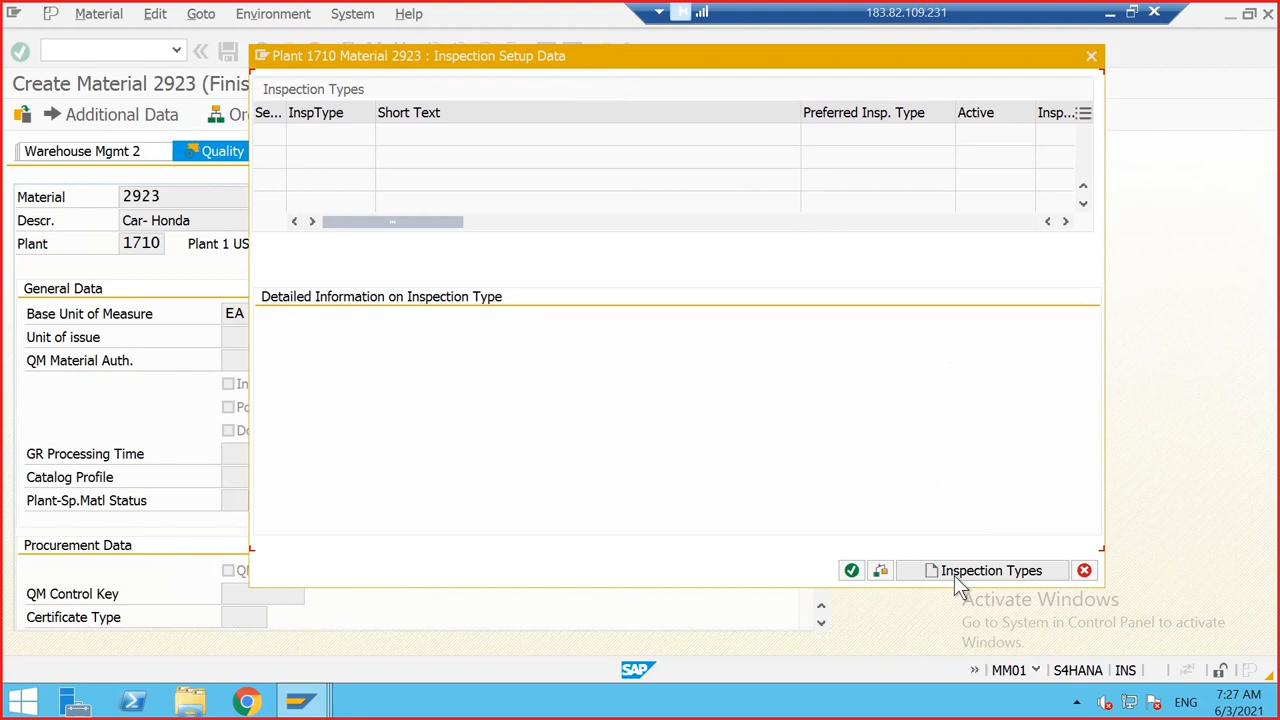 Material Edit Goto Environment System Help
183.82.109.231
Plant 1710 Material 2923 : Inspection Setup Data
Create Material 2923 (Finis
Inspection Types
Additional Data Or
Se... InspType Short Text Preferred Insp. Type Active Insp...
Warehouse Mgmt 2 Quality
Material 2923
Descr. Car- Honda
Plant 1710 Plant 1 US
General Data
Detailed Information on Inspection Type
Base Unit of Measure EA
Unit of issue
QM Material Auth.
In
Po
Do
GR Processing Time
Catalog Profile
Plant-Sp.Matl Status
Procurement Data
Inspection Types
QM Control Key
Certificate Type
Activate Windows
Go to System in Control Panel to activate
Windows.
SAP
MM01 S4HANA INS
ENG
7:27 AM
6/3/2021